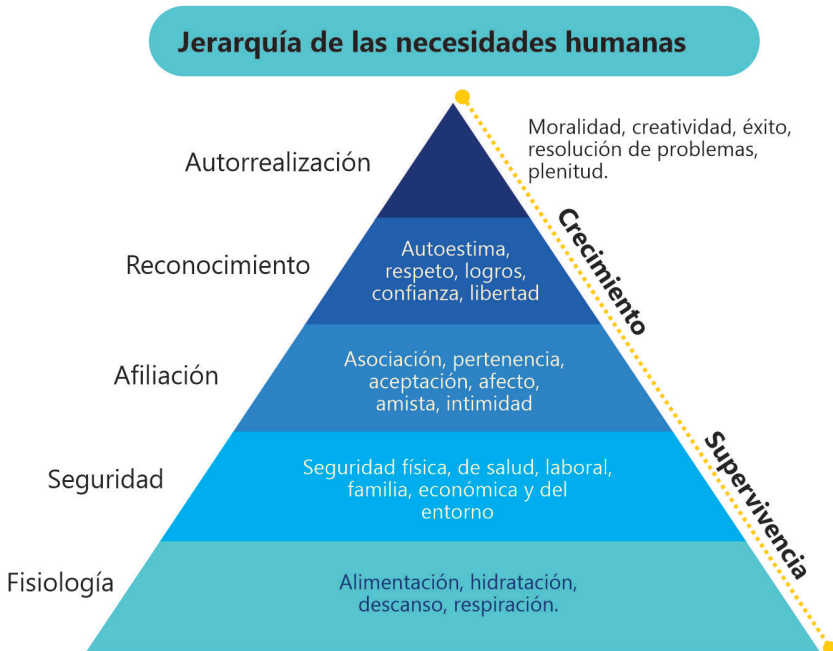 Jerarquía de las necesidades humanas
Autorrealización
Moralidad, creatividad, éxito,
resolución de problemas,
plenitud.
Reconocimiento
Autoestima,
respeto, logros,
confianza, libertad
Crecimiento
Afiliación
Asociación, pertenencia,
aceptación, afecto,
amista, intimidad
Seguridad
Seguridad física, de salud, laboral,
familia, económica y del
entorno
Supervivencia
Fisiología
Alimentación, hidratación,
descanso, respiración.